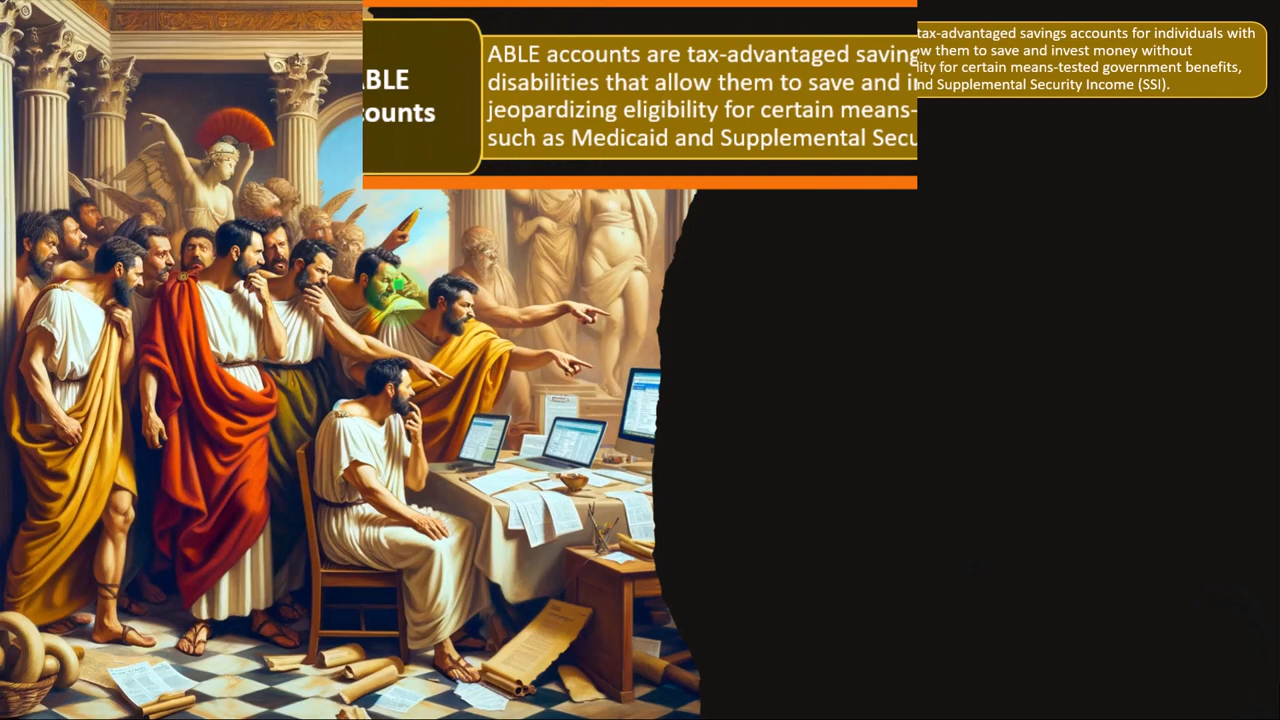 ABLE accounts are tax-advantaged saving
disabilities that allow them to save and i
jeopardizing eligibility for certain means-
such as Medicaid and Supplemental Secu
BLE
ounts
tax-advantaged savings accounts for individuals with
ow them to save and invest money without
ity for certain means-tested government benefits,
nd Supplemental Security Income (SSI).